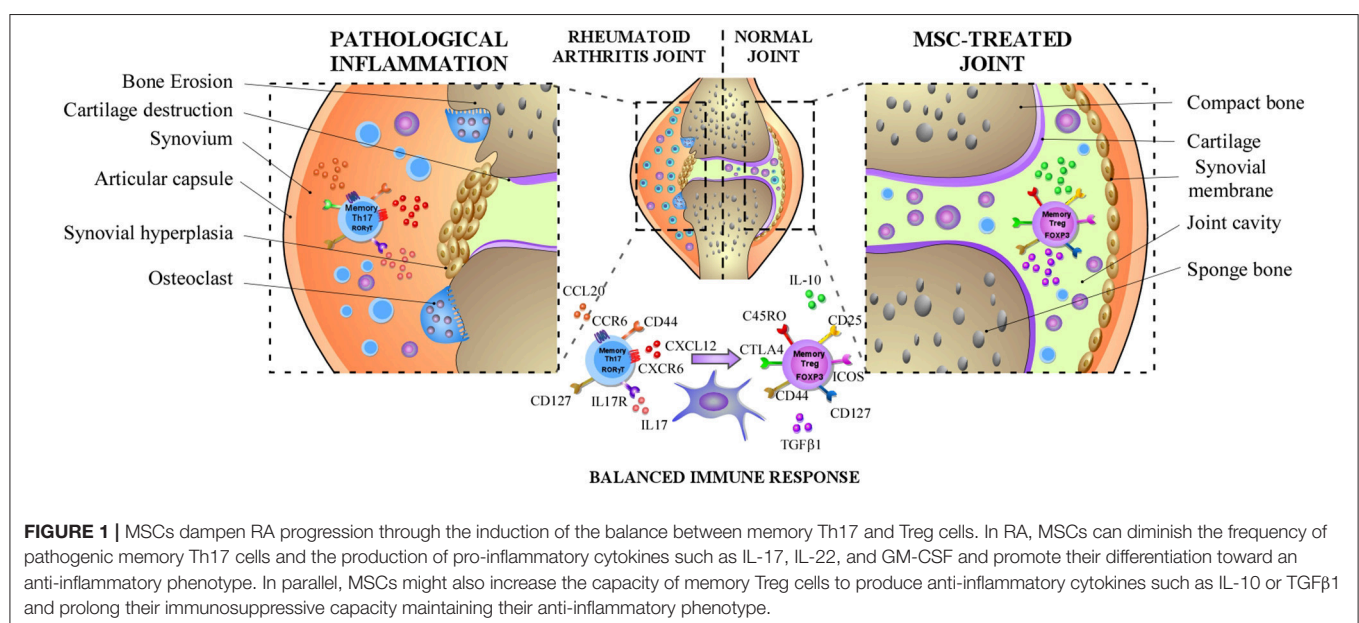 PATHOLOGICAL
INFLAMMATION
RHEUMATOID
ARTHRITIS JOINT
NORMAL
JOINT
MSC-TREATED
JOINT
Bone Erosion
Cartilage destruction
Synovium
Articular capsule
Synovial hyperplasia
Osteoclast
Memory
Th17
RORγT
Memory
Treg
FOXP3
Compact bone
Cartilage
Synovial
membrane
Joint cavity
Sponge bone
CCL20
CCR6
CD44
CXCL12
CXCR6
Memory
Th17
RORγT
CD127
IL17R
IL17
IL-10
C45RO
CD25
CTLA4
Memory
Treg
FOXP3
ICOS
CD44
CD127
TGFβ1
BALANCED IMMUNE RESPONSE
FIGURE 1 | MSCs dampen RA progression through the induction of the balance between memory Th17 and Treg cells. In RA, MSCs can diminish the frequency of
pathogenic memory Th17 cells and the production of pro-inflammatory cytokines such as IL-17, IL-22, and GM-CSF and promote their differentiation toward an
anti-inflammatory phenotype. In parallel, MSCs might also increase the capacity of memory Treg cells to produce anti-inflammatory cytokines such as IL-10 or TGFβ1
and prolong their immunosuppressive capacity maintaining their anti-inflammatory phenotype.